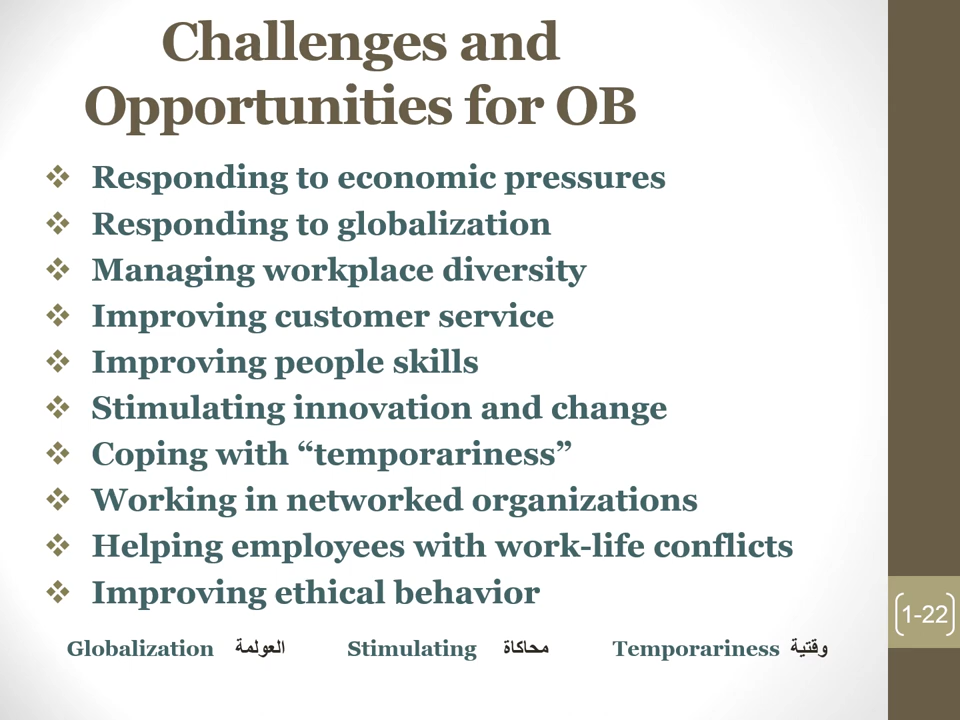 Challenges and
Opportunities for OB
❖ Responding to economic pressures
❖ Responding to globalization
❖ Managing workplace diversity
❖ Improving customer service
❖ Improving people skills
❖ Stimulating innovation and change
❖ Coping with “temporariness”
❖ Working in networked organizations
❖ Helping employees with work-life conflicts
❖ Improving ethical behavior
1-22
Globalization العولمة Stimulating محاكاة Temporariness وقتية